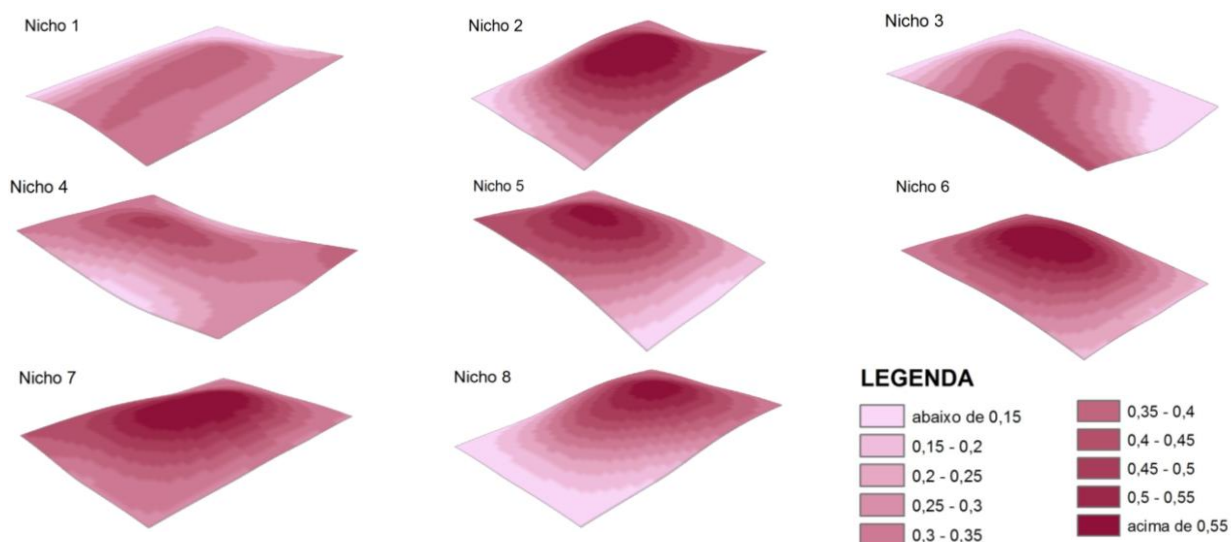 Nicho 1
Nicho 2
Nicho 3
Nicho 4
Nicho 5
Nicho 6
Nicho 7
Nicho 8
LEGENDA
abaixo de 0,15
0,15 - 0,2
0,2 - 0,25
0,25 - 0,3
0,3 - 0,35
0,35 - 0,4
0,4 - 0,45
0,45 - 0,5
0,5 - 0,55
acima de 0,55